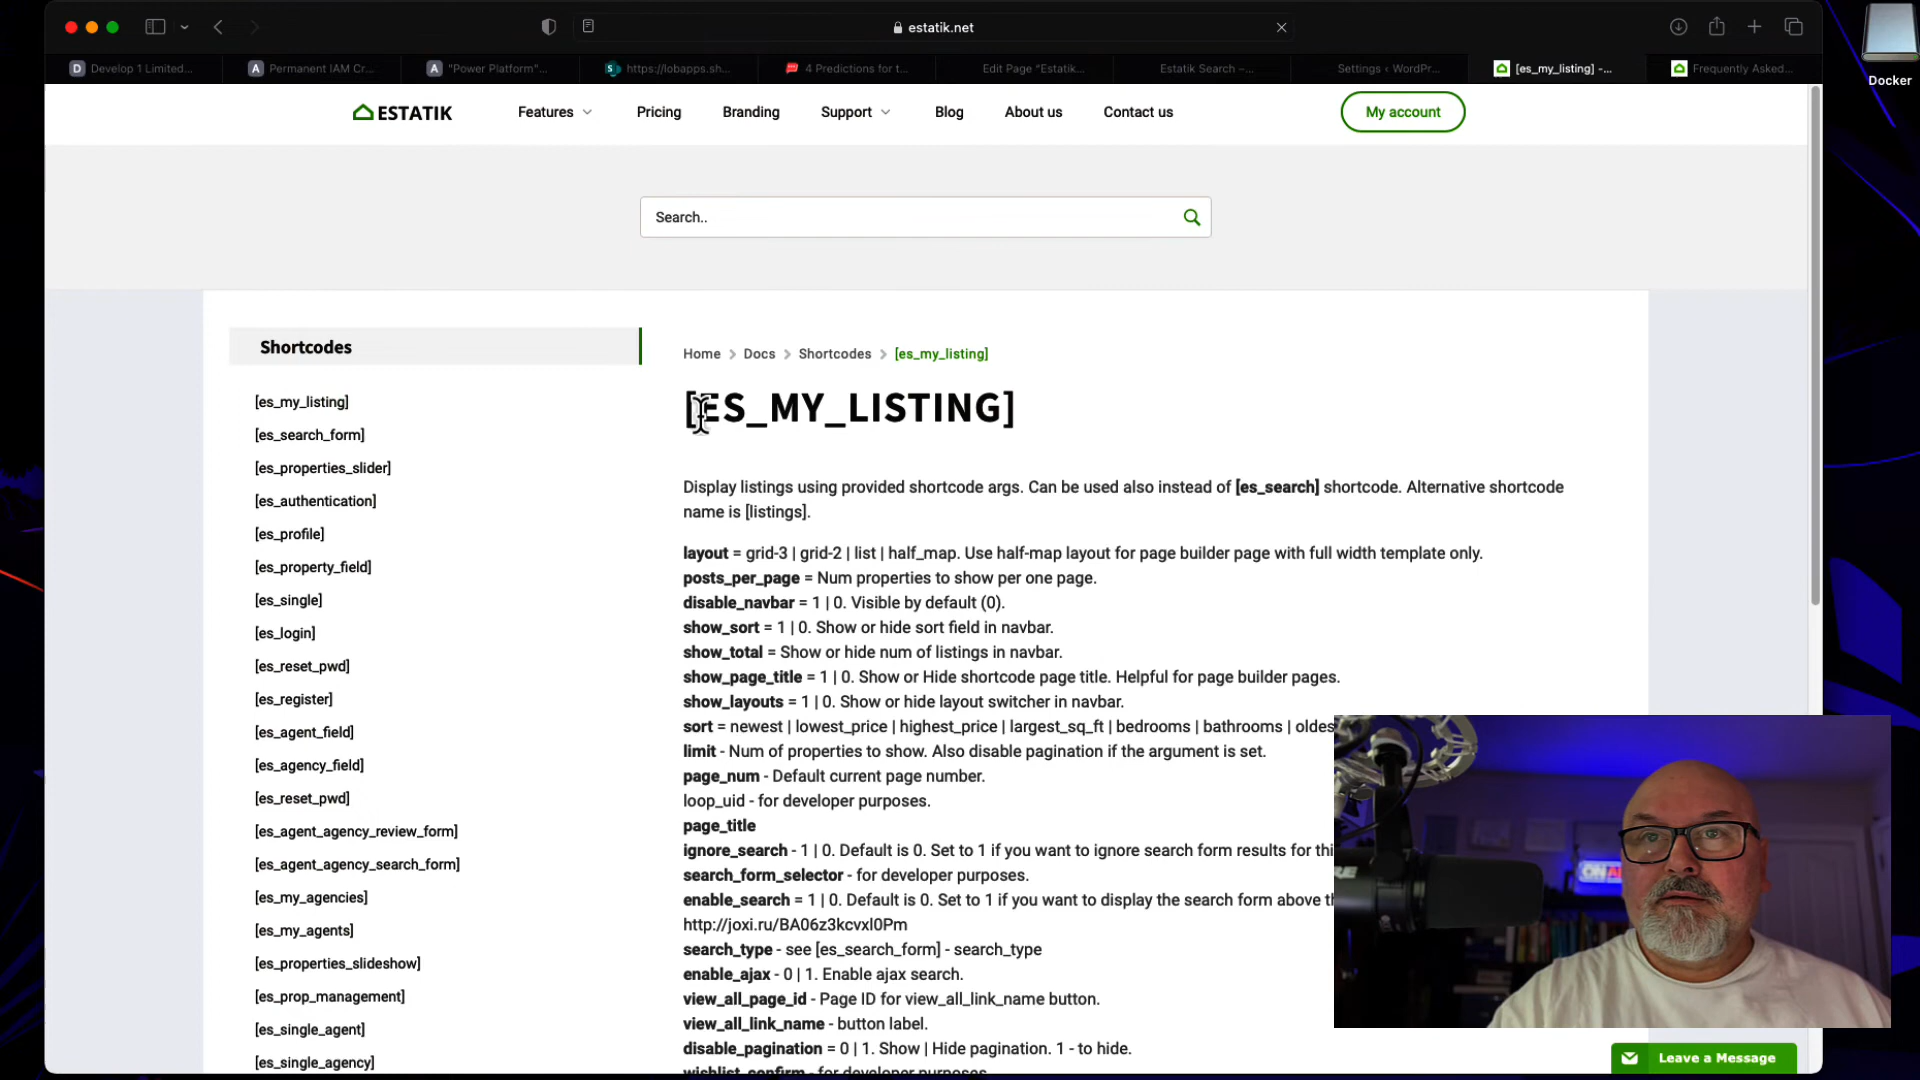 estatik.net
Develop 1 Limited...
Permanent IAM Cr...
"Power Platform"...
https://lobapps.sh...
4 Predictions for t...
Edit Page "Estatik...
Estatik Search –...
Settings ‹ WordPr...
[es_my_listing] -...
Frequently Asked...
Docker
ESTATIK
Features
Pricing
Branding
Support
Blog
About us
Contact us
My account
Search..
Shortcodes
[es_my_listing]
[es_search_form]
[es_properties_slider]
[es_authentication]
[es_profile]
[es_property_field]
[es_single]
[es_login]
[es_reset_pwd]
[es_register]
[es_agent_field]
[es_agency_field]
[es_reset_pwd]
[es_agent_agency_review_form]
[es_agent_agency_search_form]
[es_my_agencies]
[es_my_agents]
[es_properties_slideshow]
[es_prop_management]
[es_single_agent]
[es_single_agency]
Home > Docs > Shortcodes > [es_my_listing]
[ES_MY_LISTING]
Display listings using provided shortcode args. Can be used also instead of [es_search] shortcode. Alternative shortcode
name is [listings].
layout = grid-3 | grid-2 | list | half_map. Use half-map layout for page builder page with full width template only.
posts_per_page = Num properties to show per one page.
disable_navbar = 1 | 0. Visible by default (0).
show_sort = 1 | 0. Show or hide sort field in navbar.
show_total = Show or hide num of listings in navbar.
show_page_title = 1 | 0. Show or Hide shortcode page title. Helpful for page builder pages.
show_layouts = 1 | 0. Show or hide layout switcher in navbar.
sort = newest | lowest_price | highest_price | largest_sq_ft | bedrooms | bathrooms | oldes
limit - Num of properties to show. Also disable pagination if the argument is set.
page_num - Default current page number.
loop_uid - for developer purposes.
page_title
ignore_search - 1 | 0. Default is 0. Set to 1 if you want to ignore search form results for thi
search_form_selector - for developer purposes.
enable_search = 1 | 0. Default is 0. Set to 1 if you want to display the search form above th
http://joxi.ru/BA06z3kcvxl0Pm
search_type - see [es_search_form] - search_type
enable_ajax - 0 | 1. Enable ajax search.
view_all_page_id - Page ID for view_all_link_name button.
view_all_link_name - button label.
disable_pagination = 0 | 1. Show | Hide pagination. 1 - to hide.
wishlist_confirm - for developer purposes.
Leave a Message